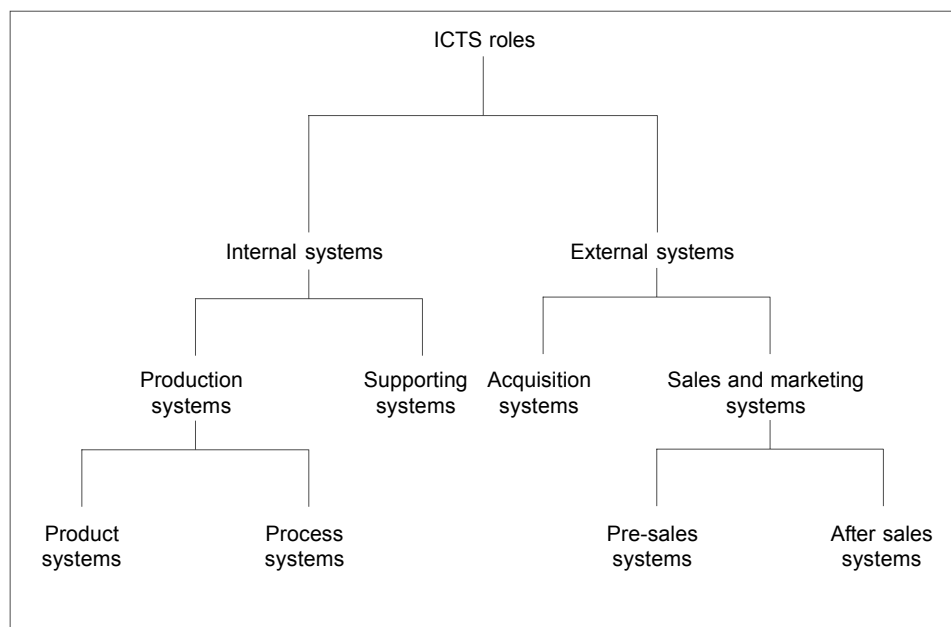 ICTS roles
Internal systems
External systems
Production
systems
Supporting
systems
Acquisition
systems
Sales and marketing
systems
Product
systems
Process
systems
Pre-sales
systems
After sales
systems